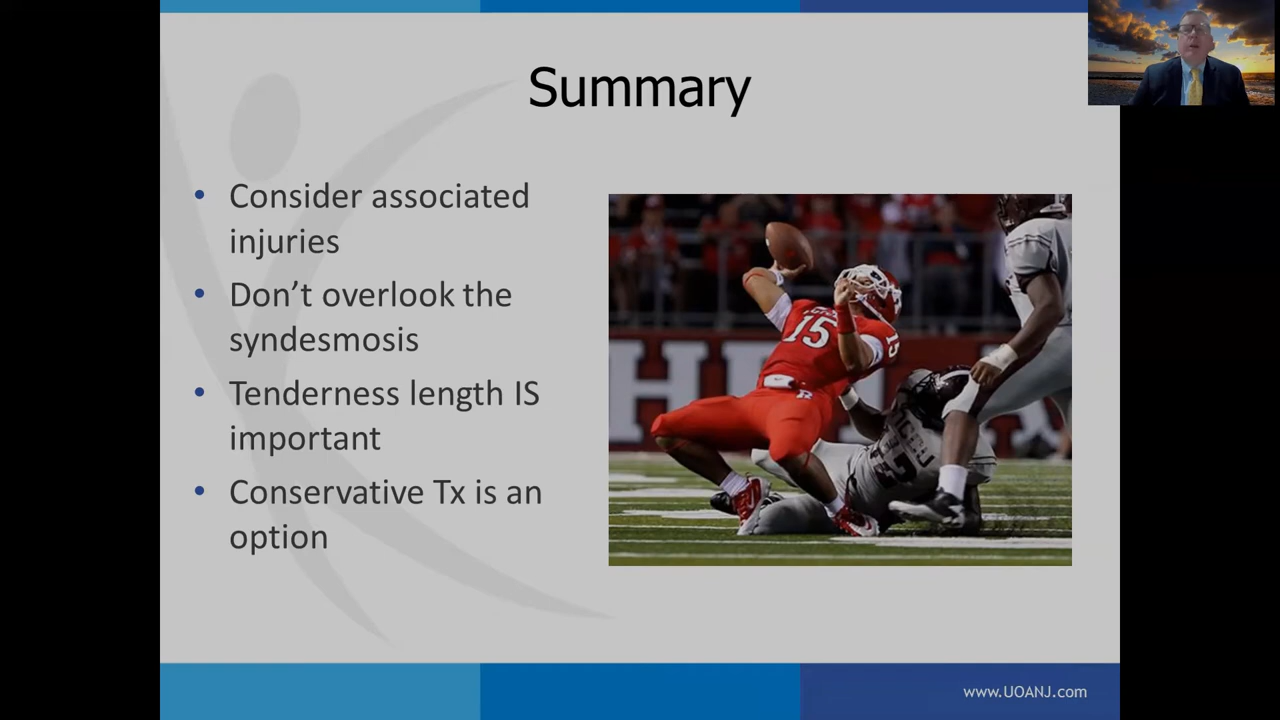 Summary
• Consider associated
injuries
• Don’t overlook the
syndesmosis
• Tenderness length IS
important
• Conservative Tx is an
option
15
15
R
www.UOANJ.com